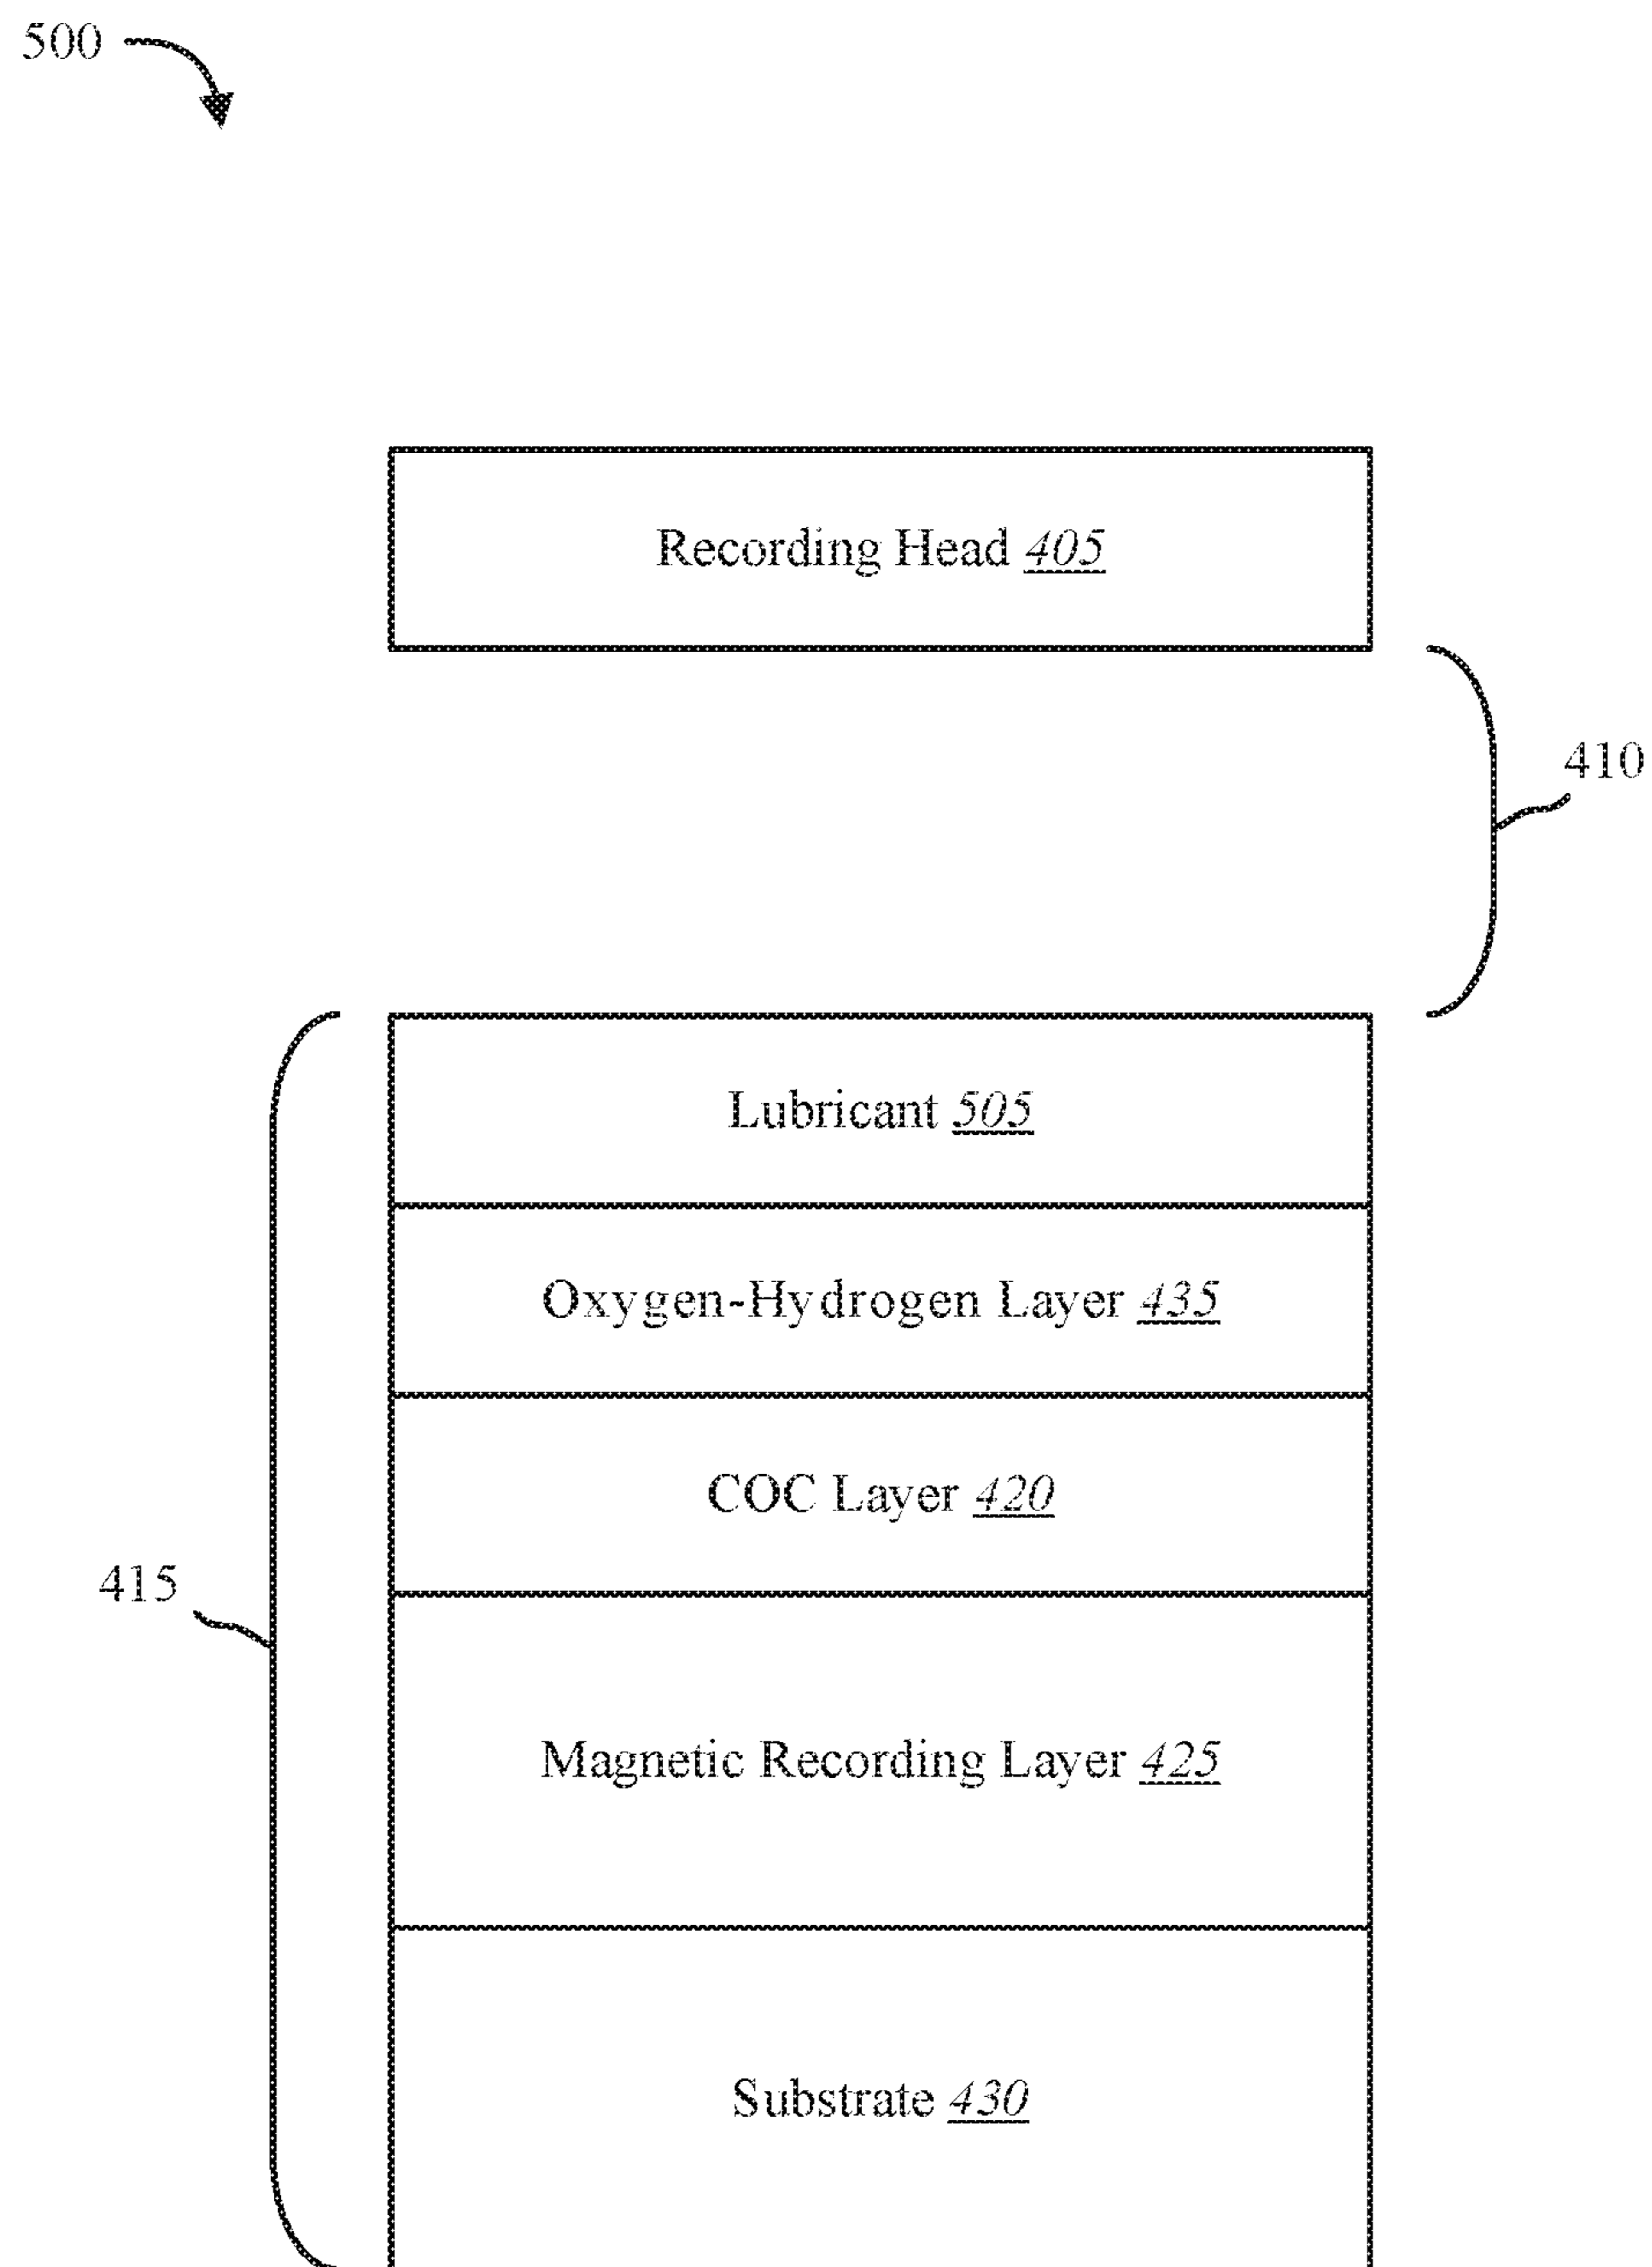 500
Recording Head 405
410
Lubricant 505
Oxygen-Hydrogen Layer 435
COC Layer 420
415
Magnetic Recording Layer 425
Substrate 430